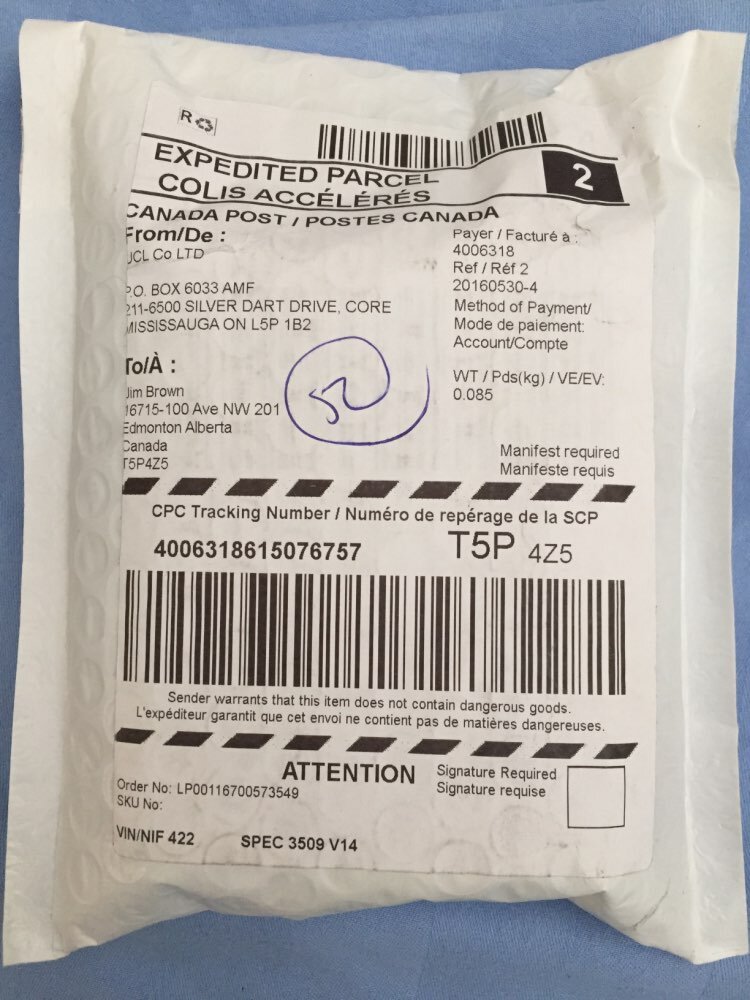 R
EXPEDITED PARCEL
COLIS ACCÉLÉRÉS
2
CANADA POST / POSTES CANADA
From/De :
UCL Co LTD
P.O. BOX 6033 AMF
211-6500 SILVER DART DRIVE, CORE
MISSISSAUGA ON L5P 1B2
Payer / Facturé à :
4006318
Ref / Réf 2
20160530-4
Method of Payment/
Mode de paiement:
Account/Compte
WT / Pds(kg) / VE/EV:
0.085
To/À :
Jim Brown
16715-100 Ave NW 201
Edmonton Alberta
Canada
T5P4Z5
Manifest required
Manifeste requis
CPC Tracking Number / Numéro de repérage de la SCP
4006318615076757
T5P 4Z5
Sender warrants that this item does not contain dangerous goods.
L'expéditeur garantit que cet envoi ne contient pas de matières dangereuses.
ATTENTION
Signature Required
Signature requise
Order No: LP00116700573549
SKU No:
VIN/NIF 422
SPEC 3509 V14